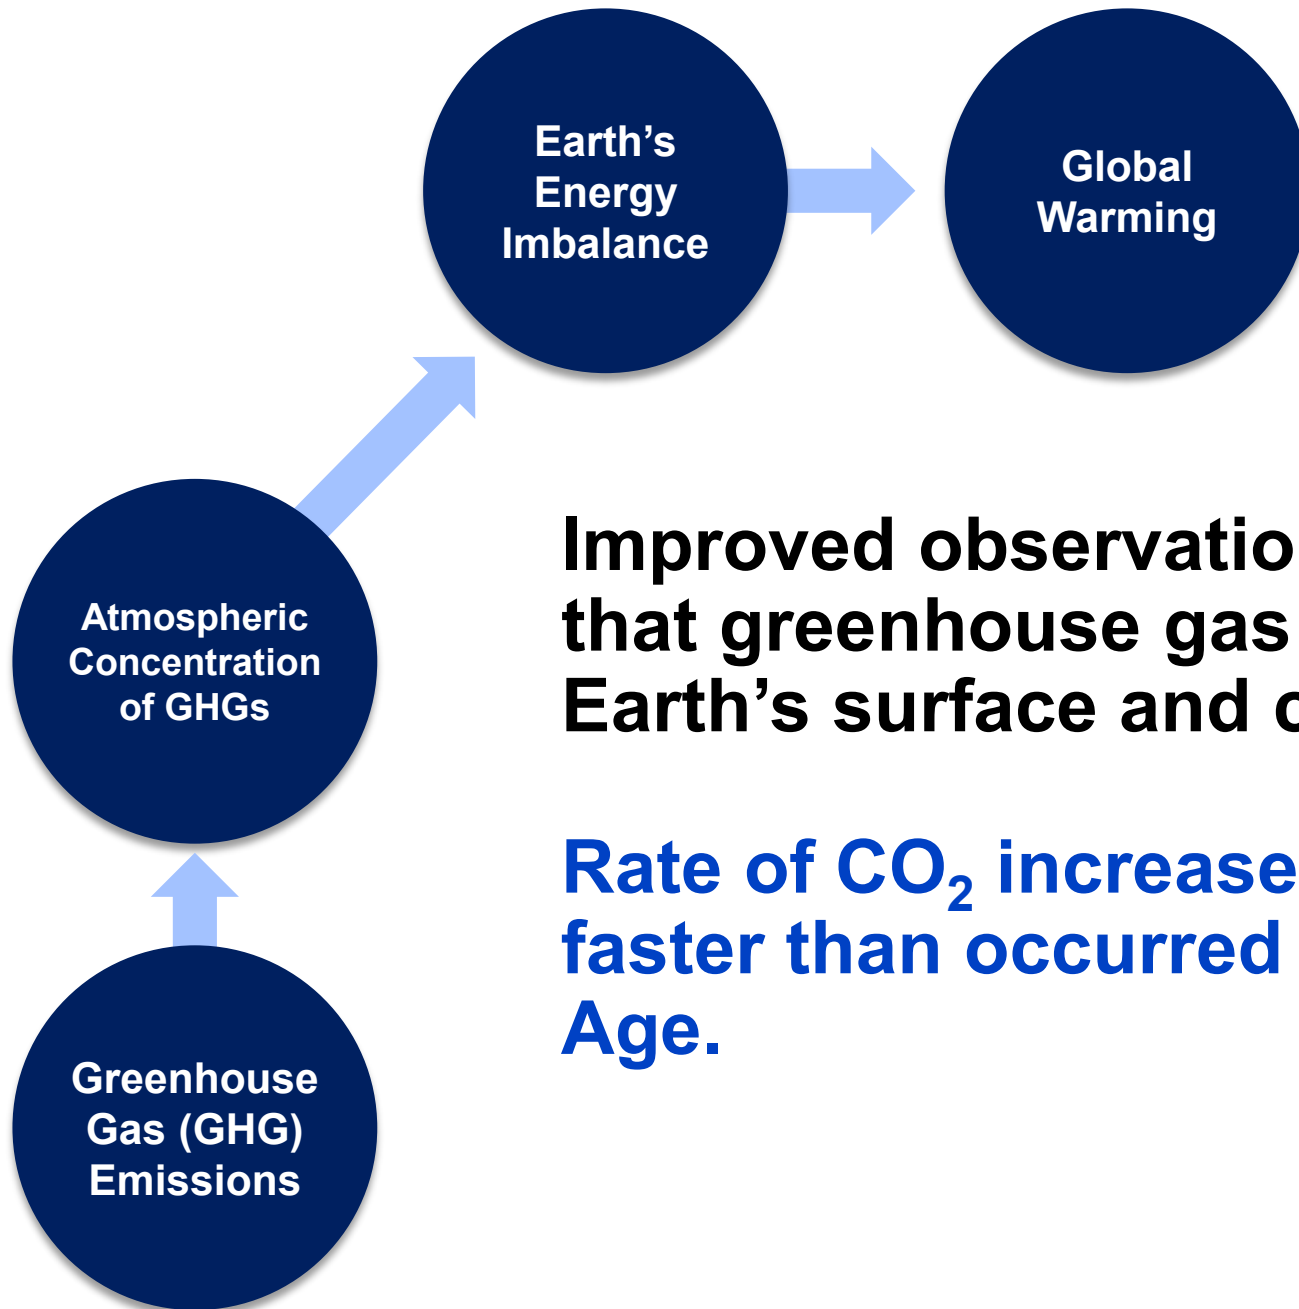 Earth’s
Energy
Imbalance
Global
Warming
Atmospheric
Concentration
of GHGs
Greenhouse
Gas (GHG)
Emissions
Improved
that greenhouse gas
Earth’s surface and
Rate of CO₂ increase
faster than occurred
Age.